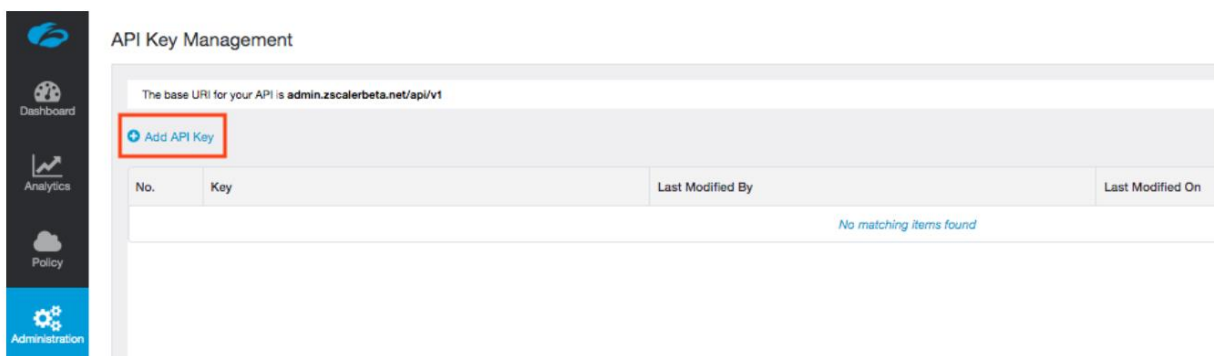 API Key Management
The base URI for your API is admin.zscalerbeta.net/api/v1
Add API Key
No. Key Last Modified By Last Modified On
No matching items found
Dashboard
Analytics
Policy
Administration